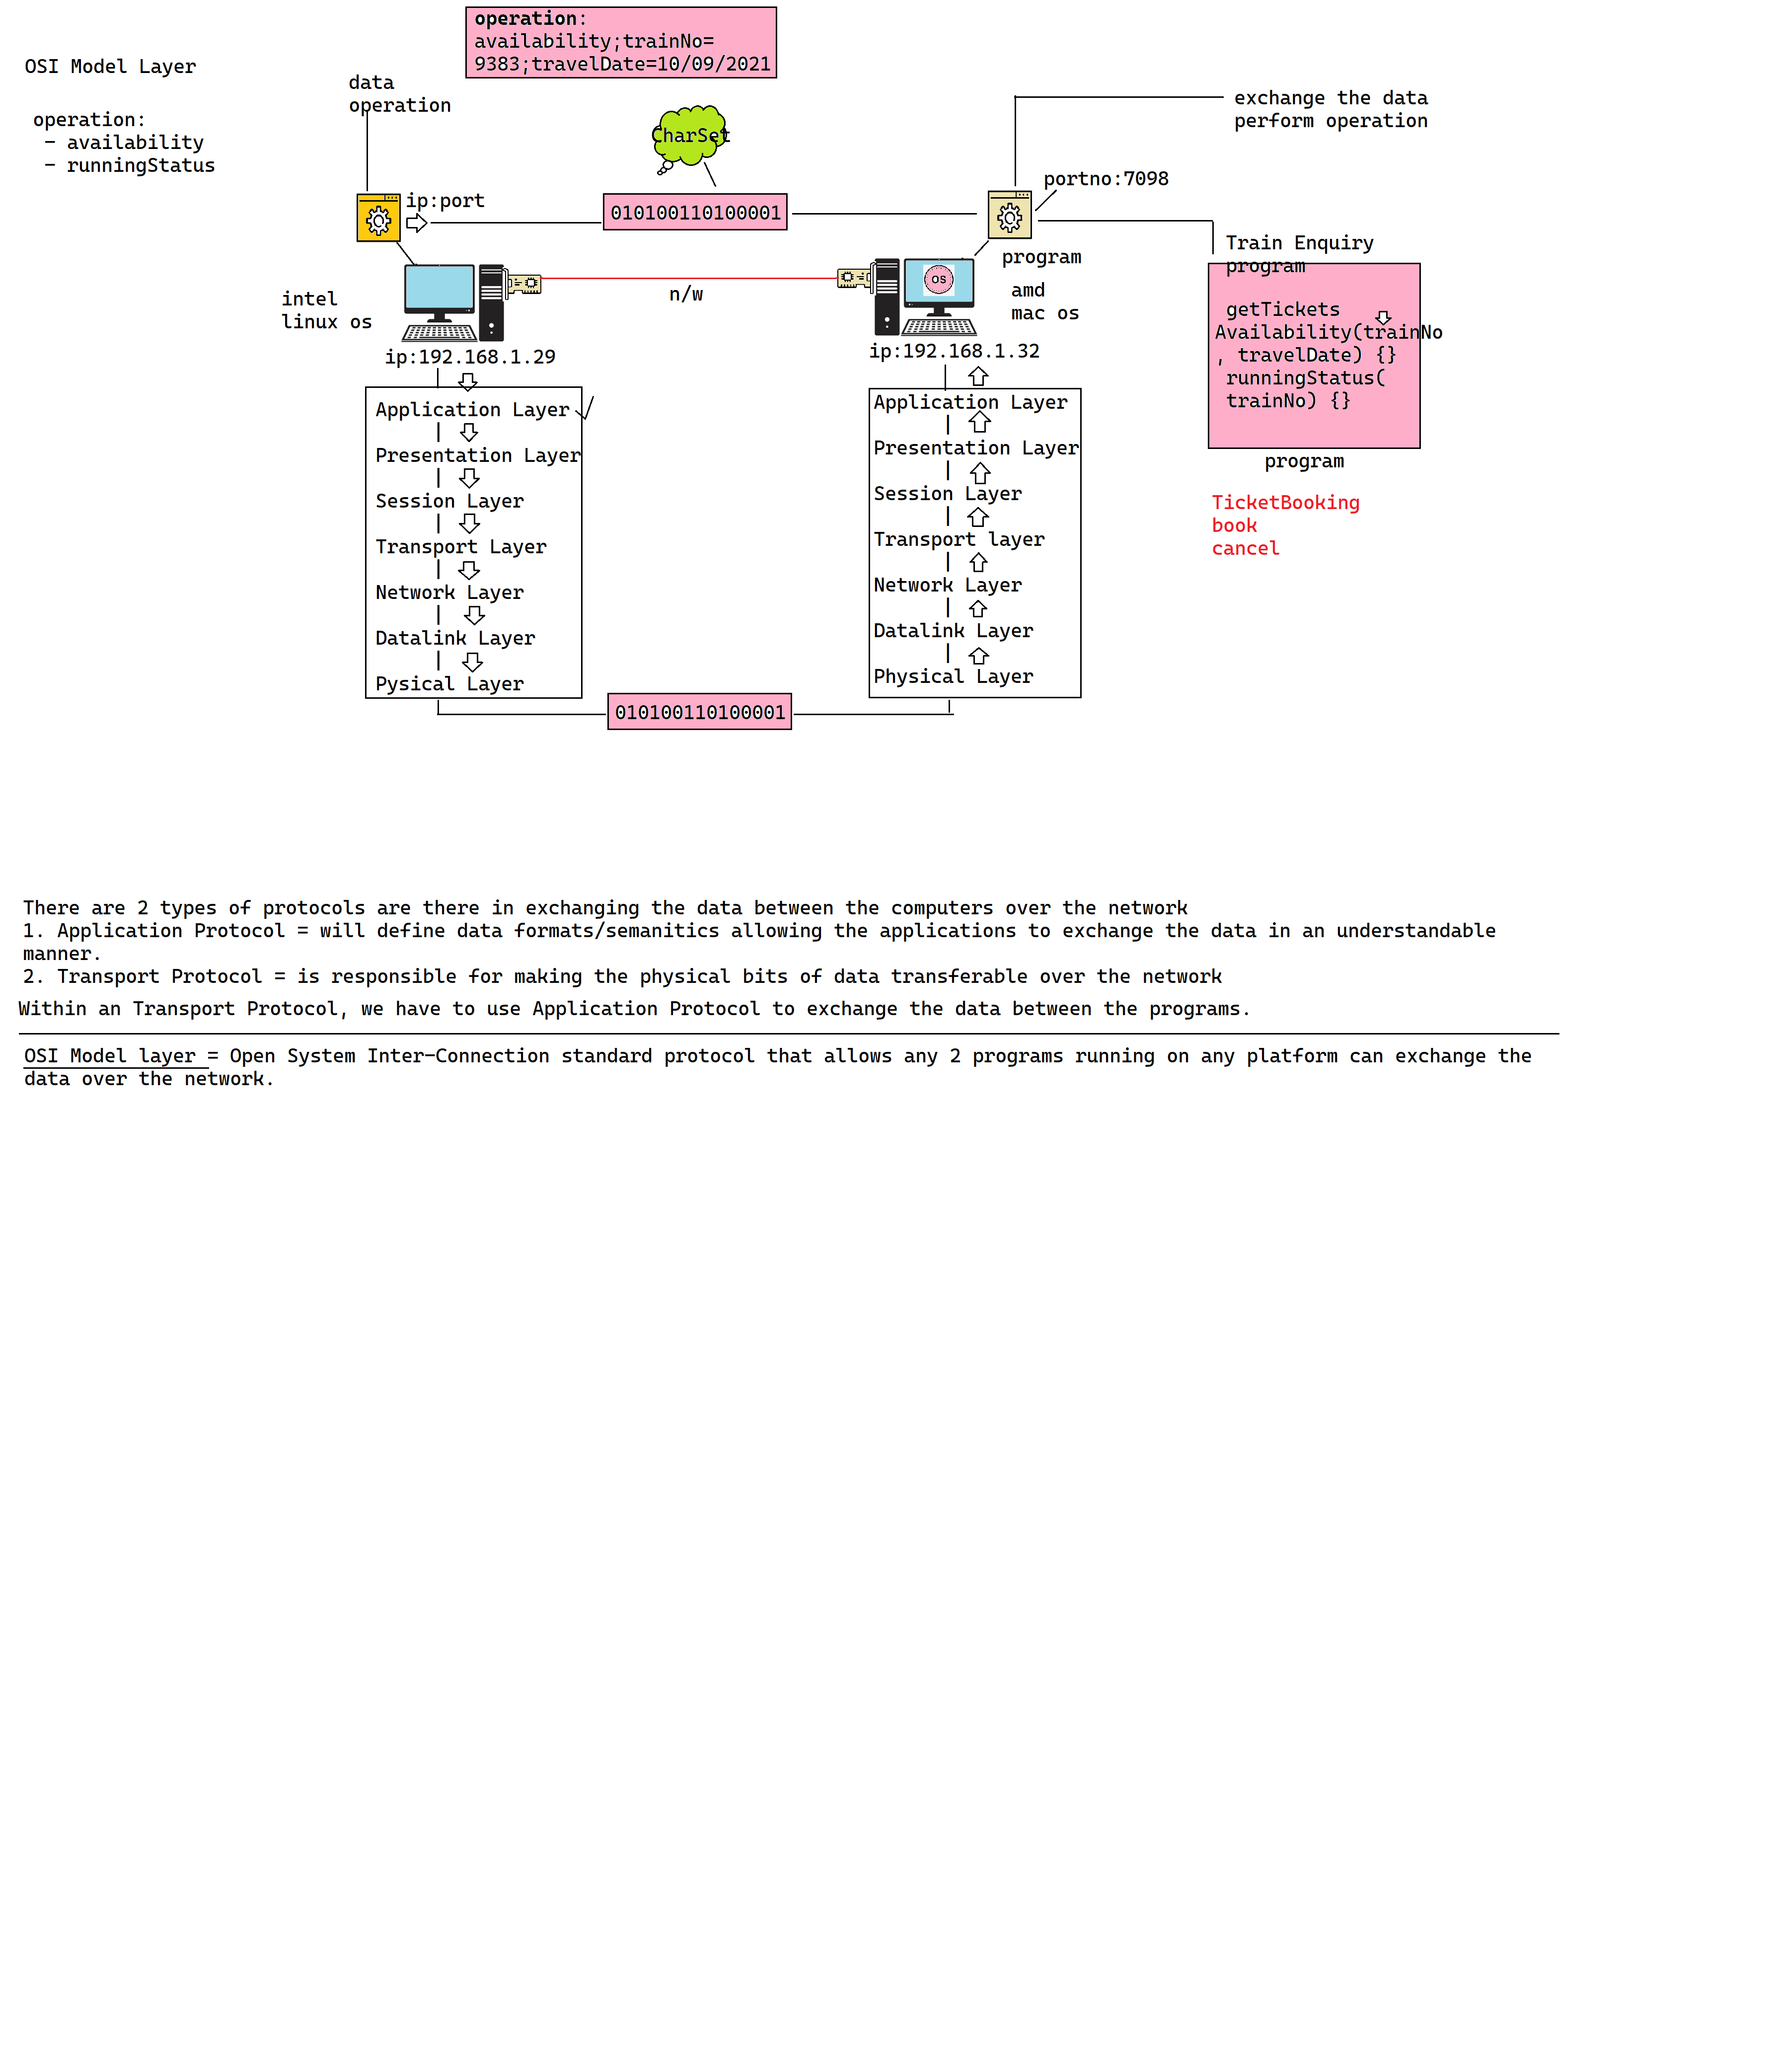 operation:
availability;trainNo=
9383;travelDate=10/09/2021
OSI Model Layer
operation:
- availability
- runningStatus
data
operation
CharSet
exchange the data
perform operation
ip:port
010100110100001
portno:7098
program
Train Enquiry
program
getTickets
Availability(trainNo
, travelDate) {}
runningStatus(
trainNo) {}
program
TicketBooking
book
cancel
intel
linux os
n/w
OS
amd
mac os
ip:192.168.1.29
ip:192.168.1.32
Application Layer
|
Presentation Layer
|
Session Layer
|
Transport Layer
|
Network Layer
|
Datalink Layer
|
Pysical Layer
Application Layer
|
Presentation Layer
|
Session Layer
|
Transport layer
|
Network Layer
|
Datalink Layer
|
Physical Layer
010100110100001
There are 2 types of protocols are there in exchanging the data between the computers over the network
1. Application Protocol = will define data formats/semanitics allowing the applications to exchange the data in an understandable
manner.
2. Transport Protocol = is responsible for making the physical bits of data transferable over the network
Within an Transport Protocol, we have to use Application Protocol to exchange the data between the programs.
OSI Model layer = Open System Inter-Connection standard protocol that allows any 2 programs running on any platform can exchange the
data over the network.